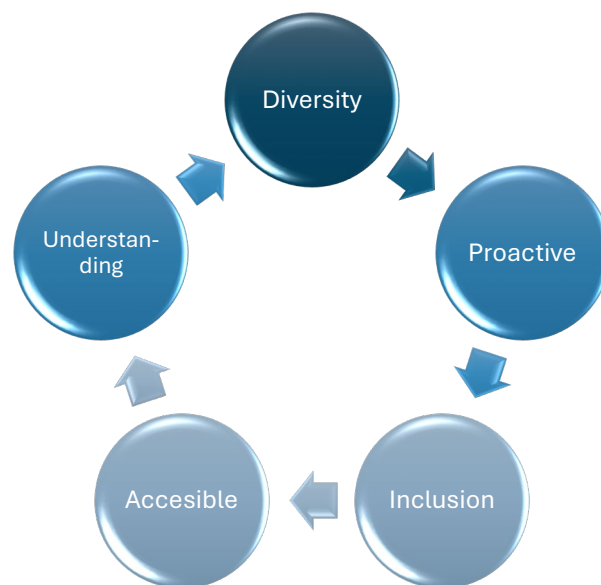 Diversity
Proactive
Inclusion
Accesible
Understan-
ding